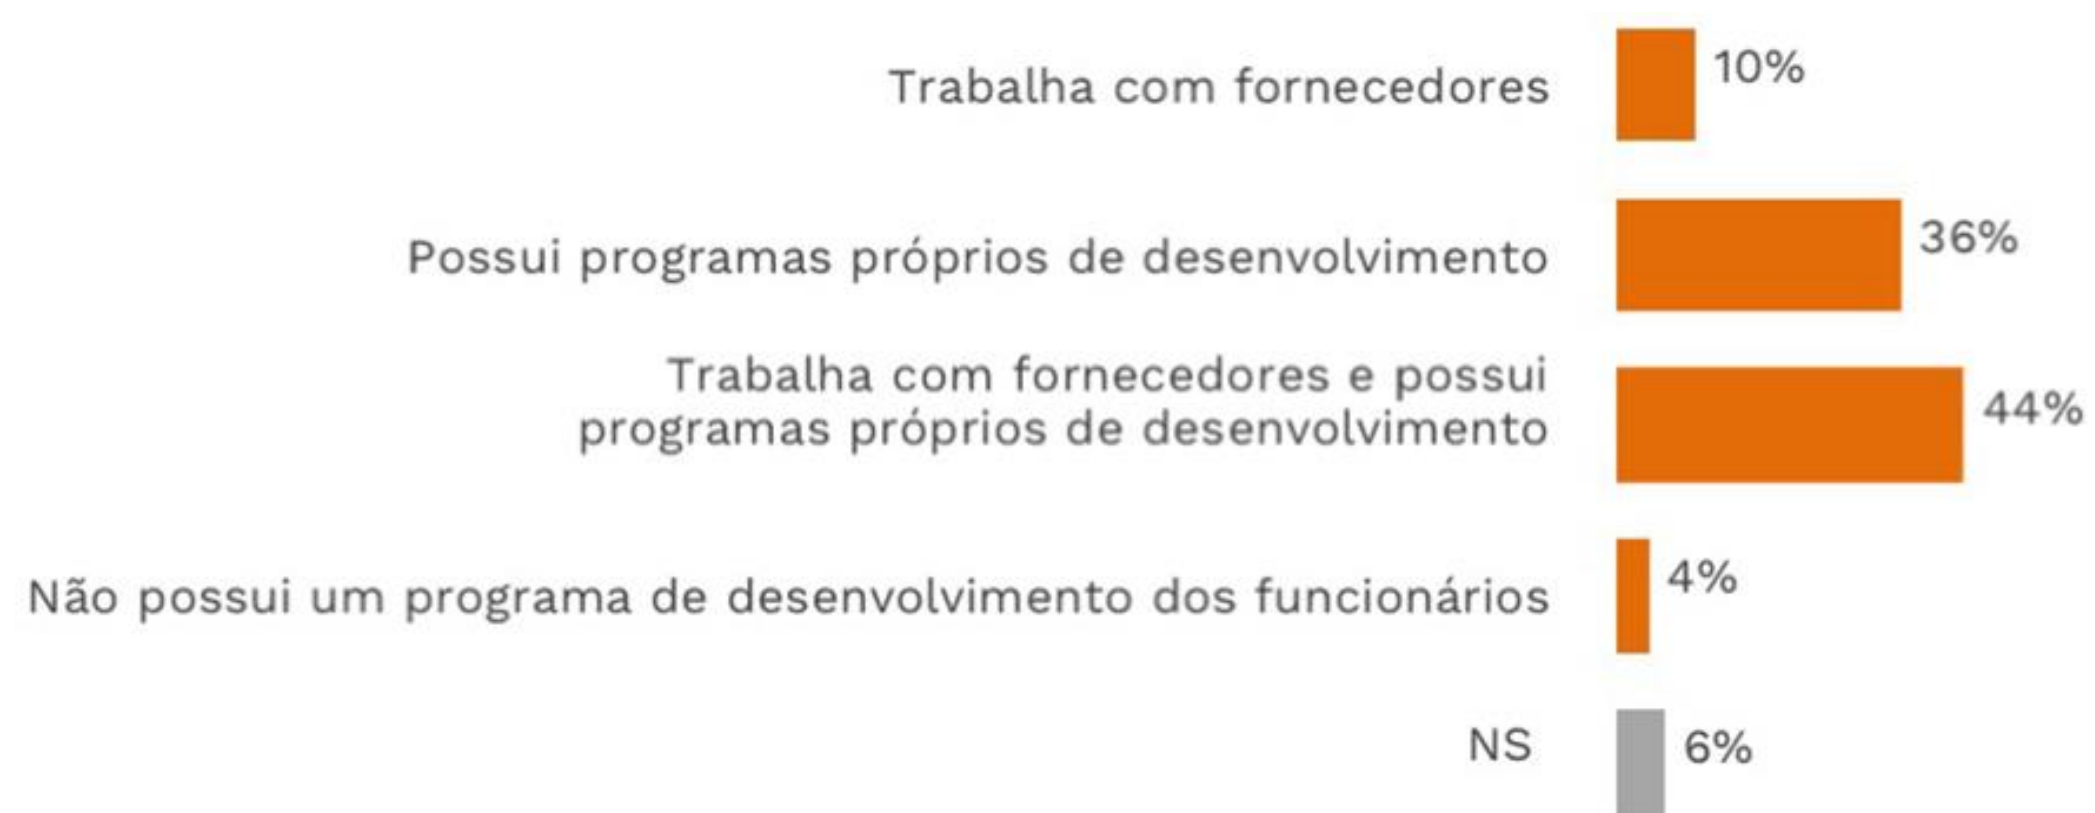 Trabalha com fornecedores 10%
Possui programas próprios de desenvolvimento 36%
Trabalha com fornecedores e possui
programas próprios de desenvolvimento 44%
Não possui um programa de desenvolvimento dos funcionários 4%
NS 6%